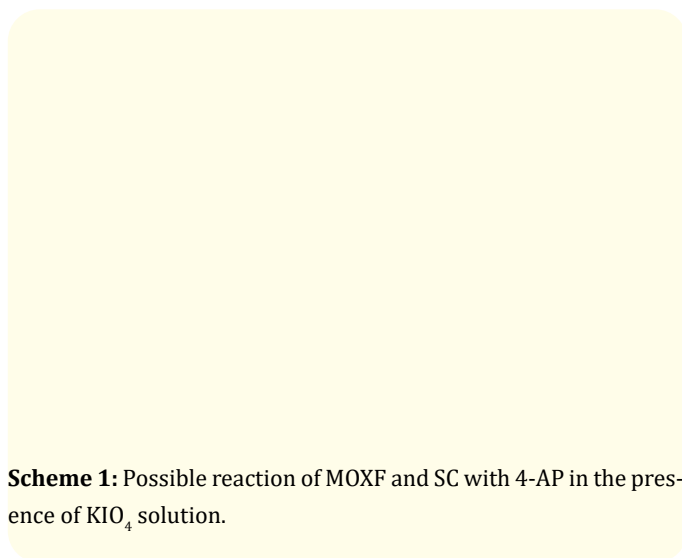 Scheme 1: Possible reaction of MOXF and SC with 4-AP in the pres-
ence of KIO₄ solution.